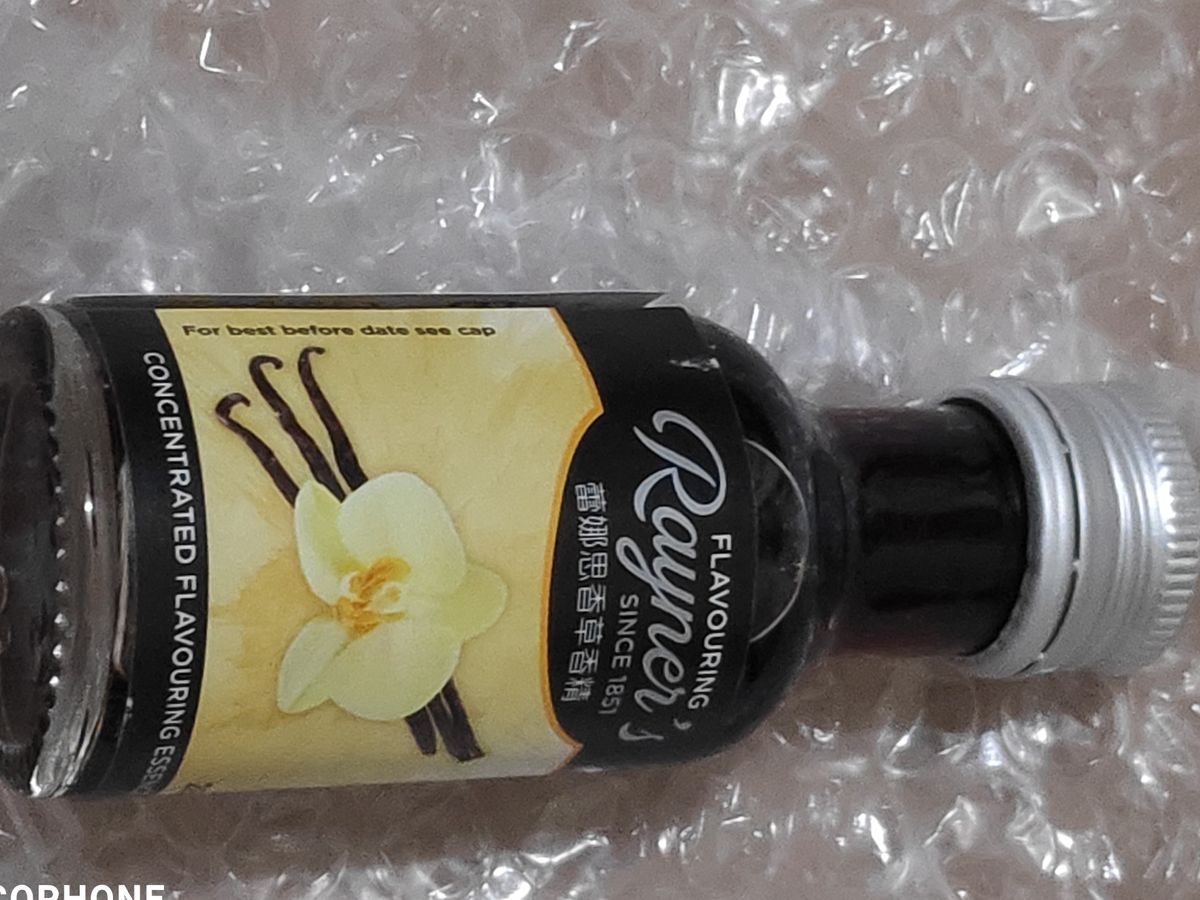 FLAVOURING
Rayner's
SINCE 1851
蕾娜思香草香精
For best before date see cap
CONCENTRATED FLAVOURING